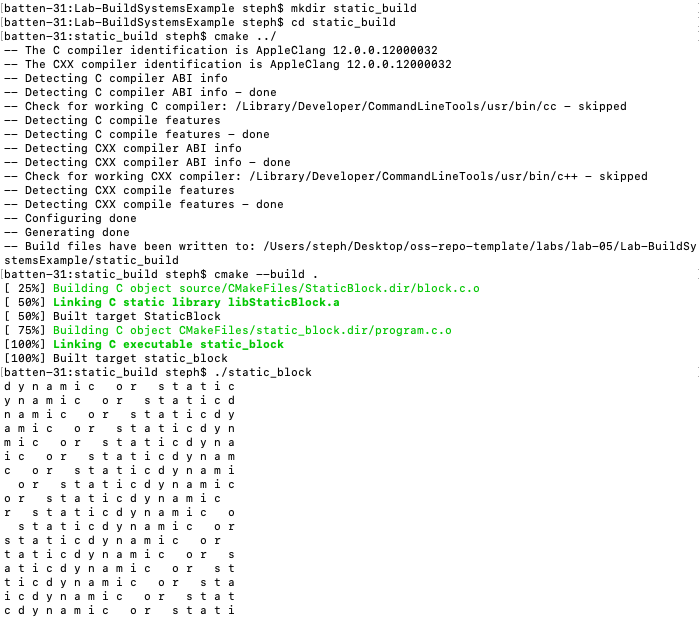 [batten-31:Lab-BuildSystemsExample steph$ mkdir static_build
[batten-31:Lab-BuildSystemsExample steph$ cd static_build
[batten-31:static_build steph$ cmake ../
-- The C compiler identification is AppleClang 12.0.0.12000032
-- The CXX compiler identification is AppleClang 12.0.0.12000032
-- Detecting C compiler ABI info
-- Detecting C compiler ABI info - done
-- Check for working C compiler: /Library/Developer/CommandLineTools/usr/bin/cc - skipped
-- Detecting C compile features
-- Detecting C compile features - done
-- Detecting CXX compiler ABI info
-- Detecting CXX compiler ABI info - done
-- Check for working CXX compiler: /Library/Developer/CommandLineTools/usr/bin/c++ - skipped
-- Detecting CXX compile features
-- Detecting CXX compile features - done
-- Configuring done
-- Generating done
-- Build files have been written to: /Users/steph/Desktop/oss-repo-template/labs/lab-05/Lab-BuildSy
stemsExample/static_build
[batten-31:static_build steph$ cmake --build .
[ 25%] Building C object source/CMakeFiles/StaticBlock.dir/block.c.o
[ 50%] Linking C static library libStaticBlock.a
[ 50%] Built target StaticBlock
[ 75%] Building C object CMakeFiles/static_block.dir/program.c.o
[100%] Linking C executable static_block
[100%] Built target static_block
[batten-31:static_build steph$ ./static_block
d y n a m i c   o r   s t a t i c
y n a m i c   o r   s t a t i c d
n a m i c   o r   s t a t i c d y
a m i c   o r   s t a t i c d y n
m i c   o r   s t a t i c d y n a
i c   o r   s t a t i c d y n a m
c   o r   s t a t i c d y n a m i
  o r   s t a t i c d y n a m i c
o r   s t a t i c d y n a m i c
r   s t a t i c d y n a m i c   o
  s t a t i c d y n a m i c   o r
s t a t i c d y n a m i c   o r
t a t i c d y n a m i c   o r   s
a t i c d y n a m i c   o r   s t
t i c d y n a m i c   o r   s t a
i c d y n a m i c   o r   s t a t
c d y n a m i c   o r   s t a t i